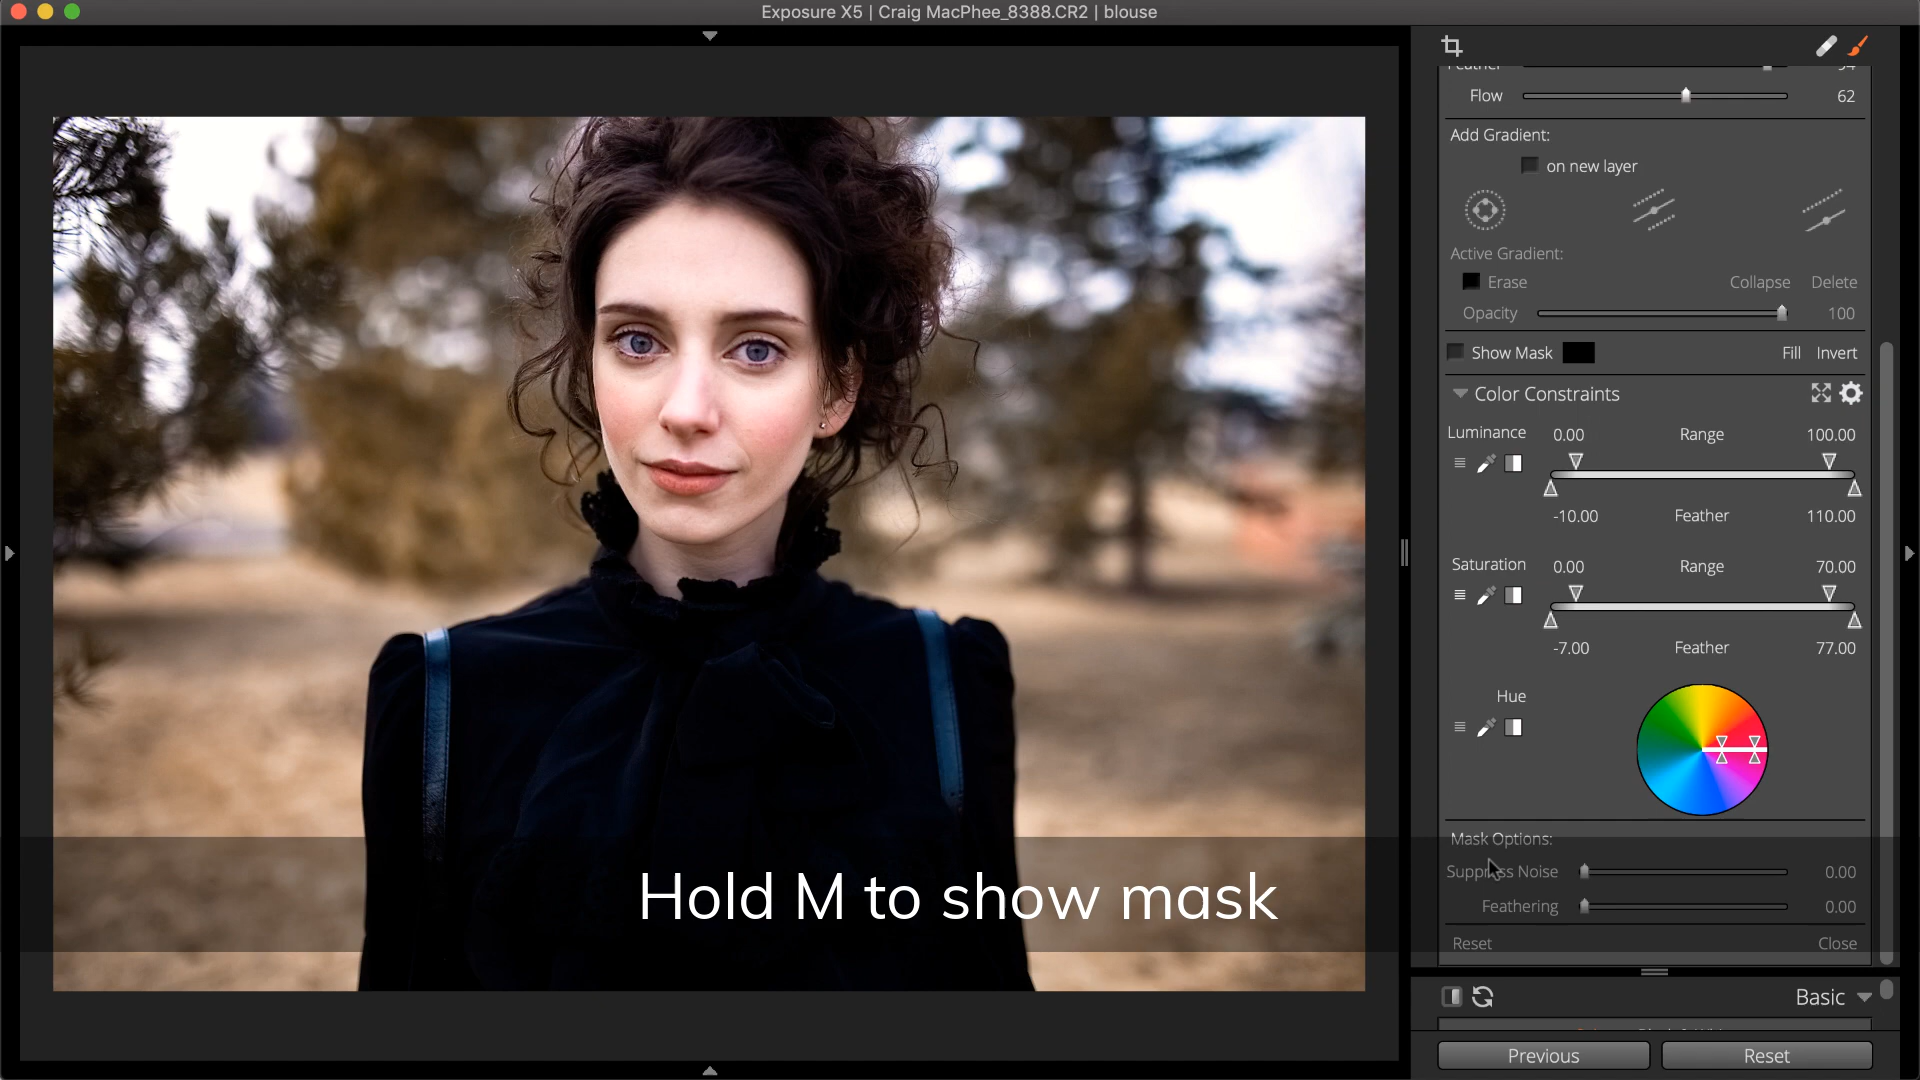 Exposure X5 | Craig MacPhee_8388.CR2 | blouse
Feather 94
Flow 62
Add Gradient:
on new layer
Active Gradient:
Erase Collapse Delete
Opacity 100
Show Mask Fill Invert
Color Constraints
Luminance 0.00 Range 100.00
-10.00 Feather 110.00
Saturation 0.00 Range 70.00
-7.00 Feather 77.00
Hue
Mask Options:
Suppress Noise 0.00
Feathering 0.00
Hold M to show mask
Reset Close
Basic
Previous Reset